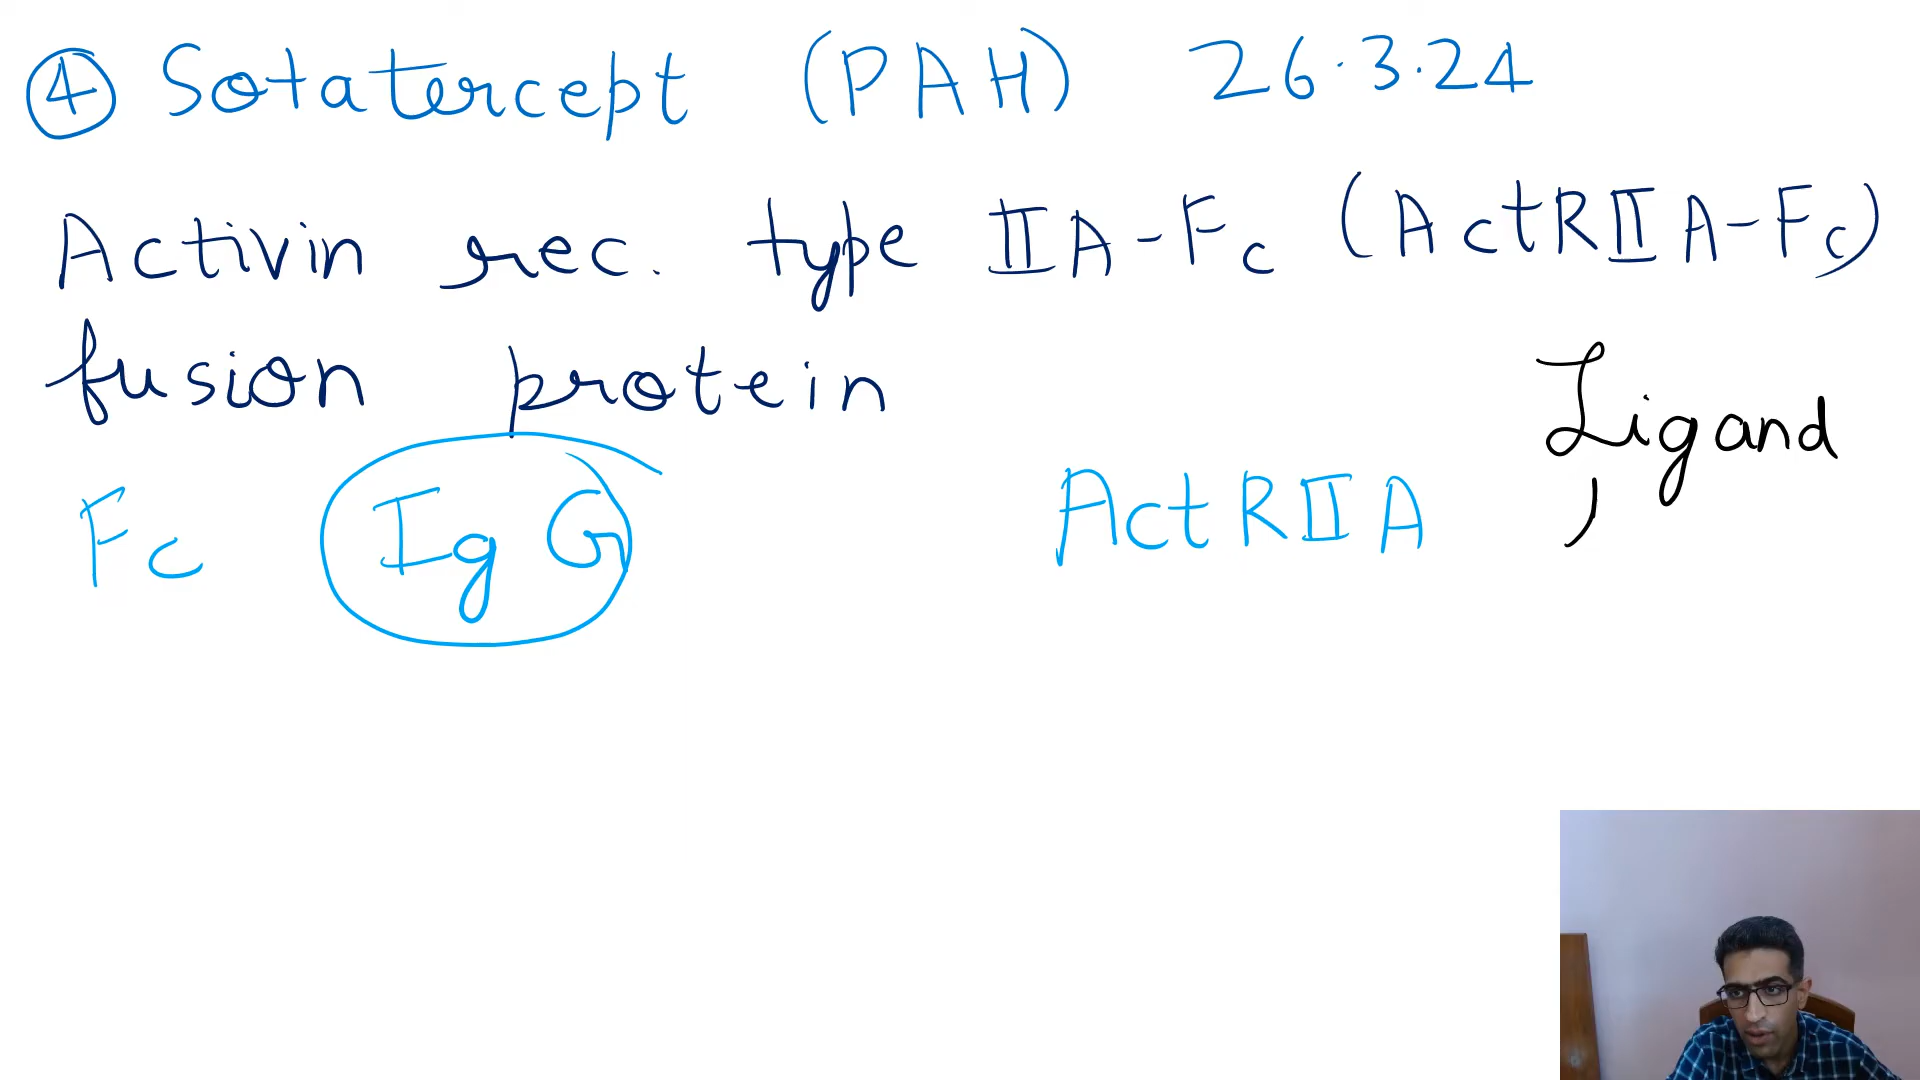 4 Sotatercept (PAH) 26.3.24
Activin rec. type IIA-Fc (ActRIIA-Fc)
fusion protein
Ligand
Fc IgG ActRIIA